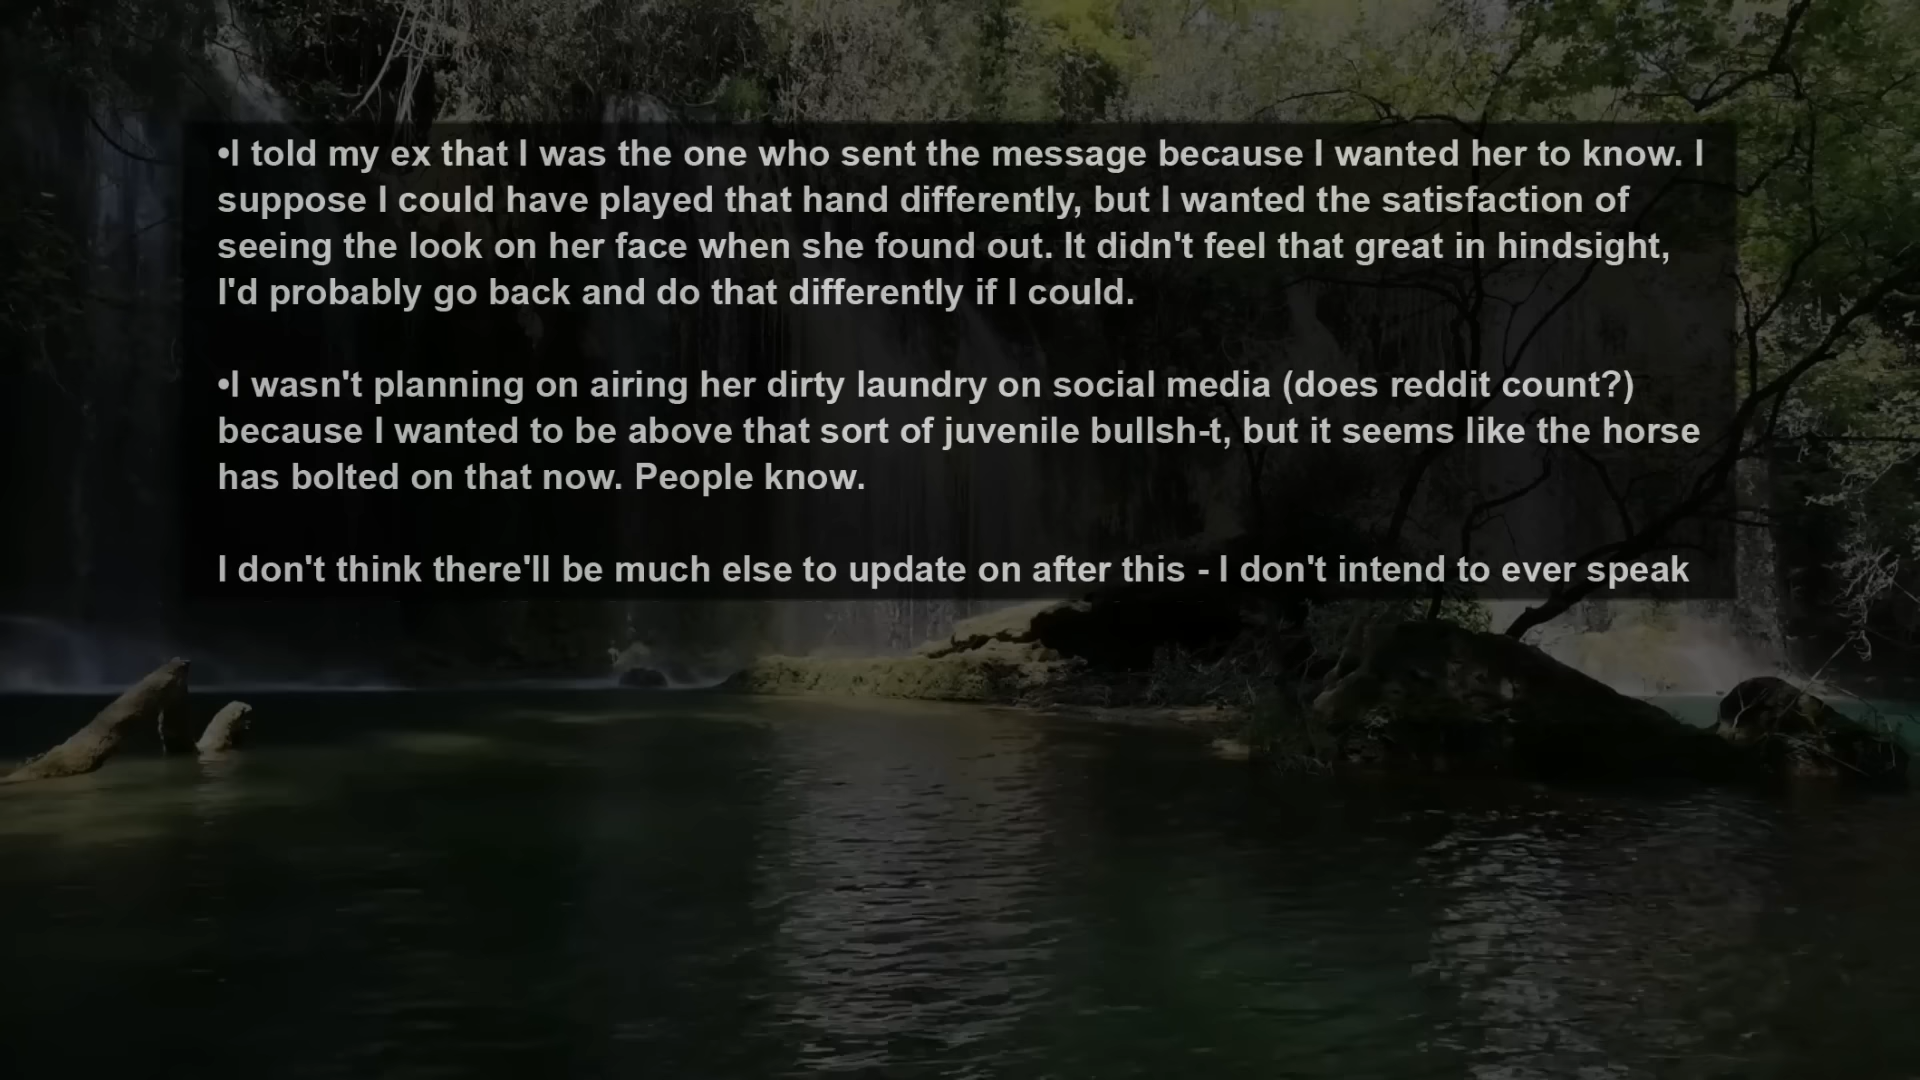 •I told my ex that I was the one who sent the message because I wanted her to know. I
suppose I could have played that hand differently, but I wanted the satisfaction of
seeing the look on her face when she found out. It didn't feel that great in hindsight,
I'd probably go back and do that differently if I could.
•I wasn't planning on airing her dirty laundry on social media (does reddit count?)
because I wanted to be above that sort of juvenile bullsh-t, but it seems like the horse
has bolted on that now. People know.
I don't think there'll be much else to update on after this - I don't intend to ever speak